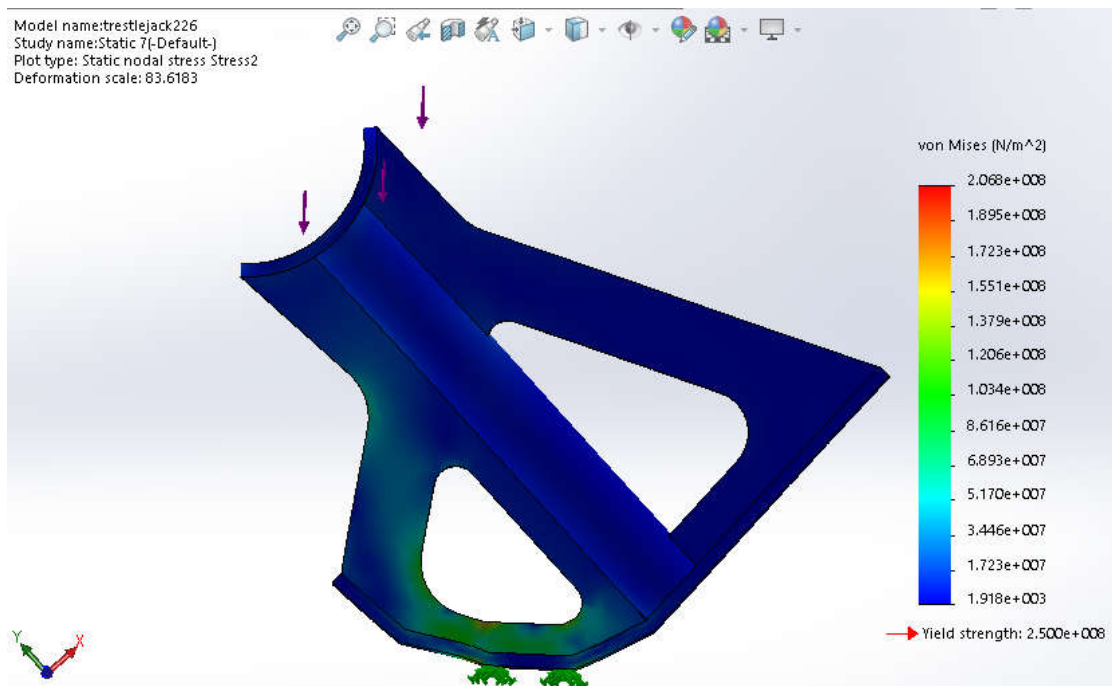 Model name:trestlejack226
Study name:Static 7(-Default-)
Plot type: Static nodal stress Stress2
Deformation scale: 83.6183
von Mises (N/m^2)
2.068e+008
1.895e+008
1.723e+008
1.551e+008
1.379e+008
1.206e+008
1.034e+008
8.616e+007
6.893e+007
5.170e+007
3.446e+007
1.723e+007
1.918e+003
Yield strength: 2.500e+008
Y
X